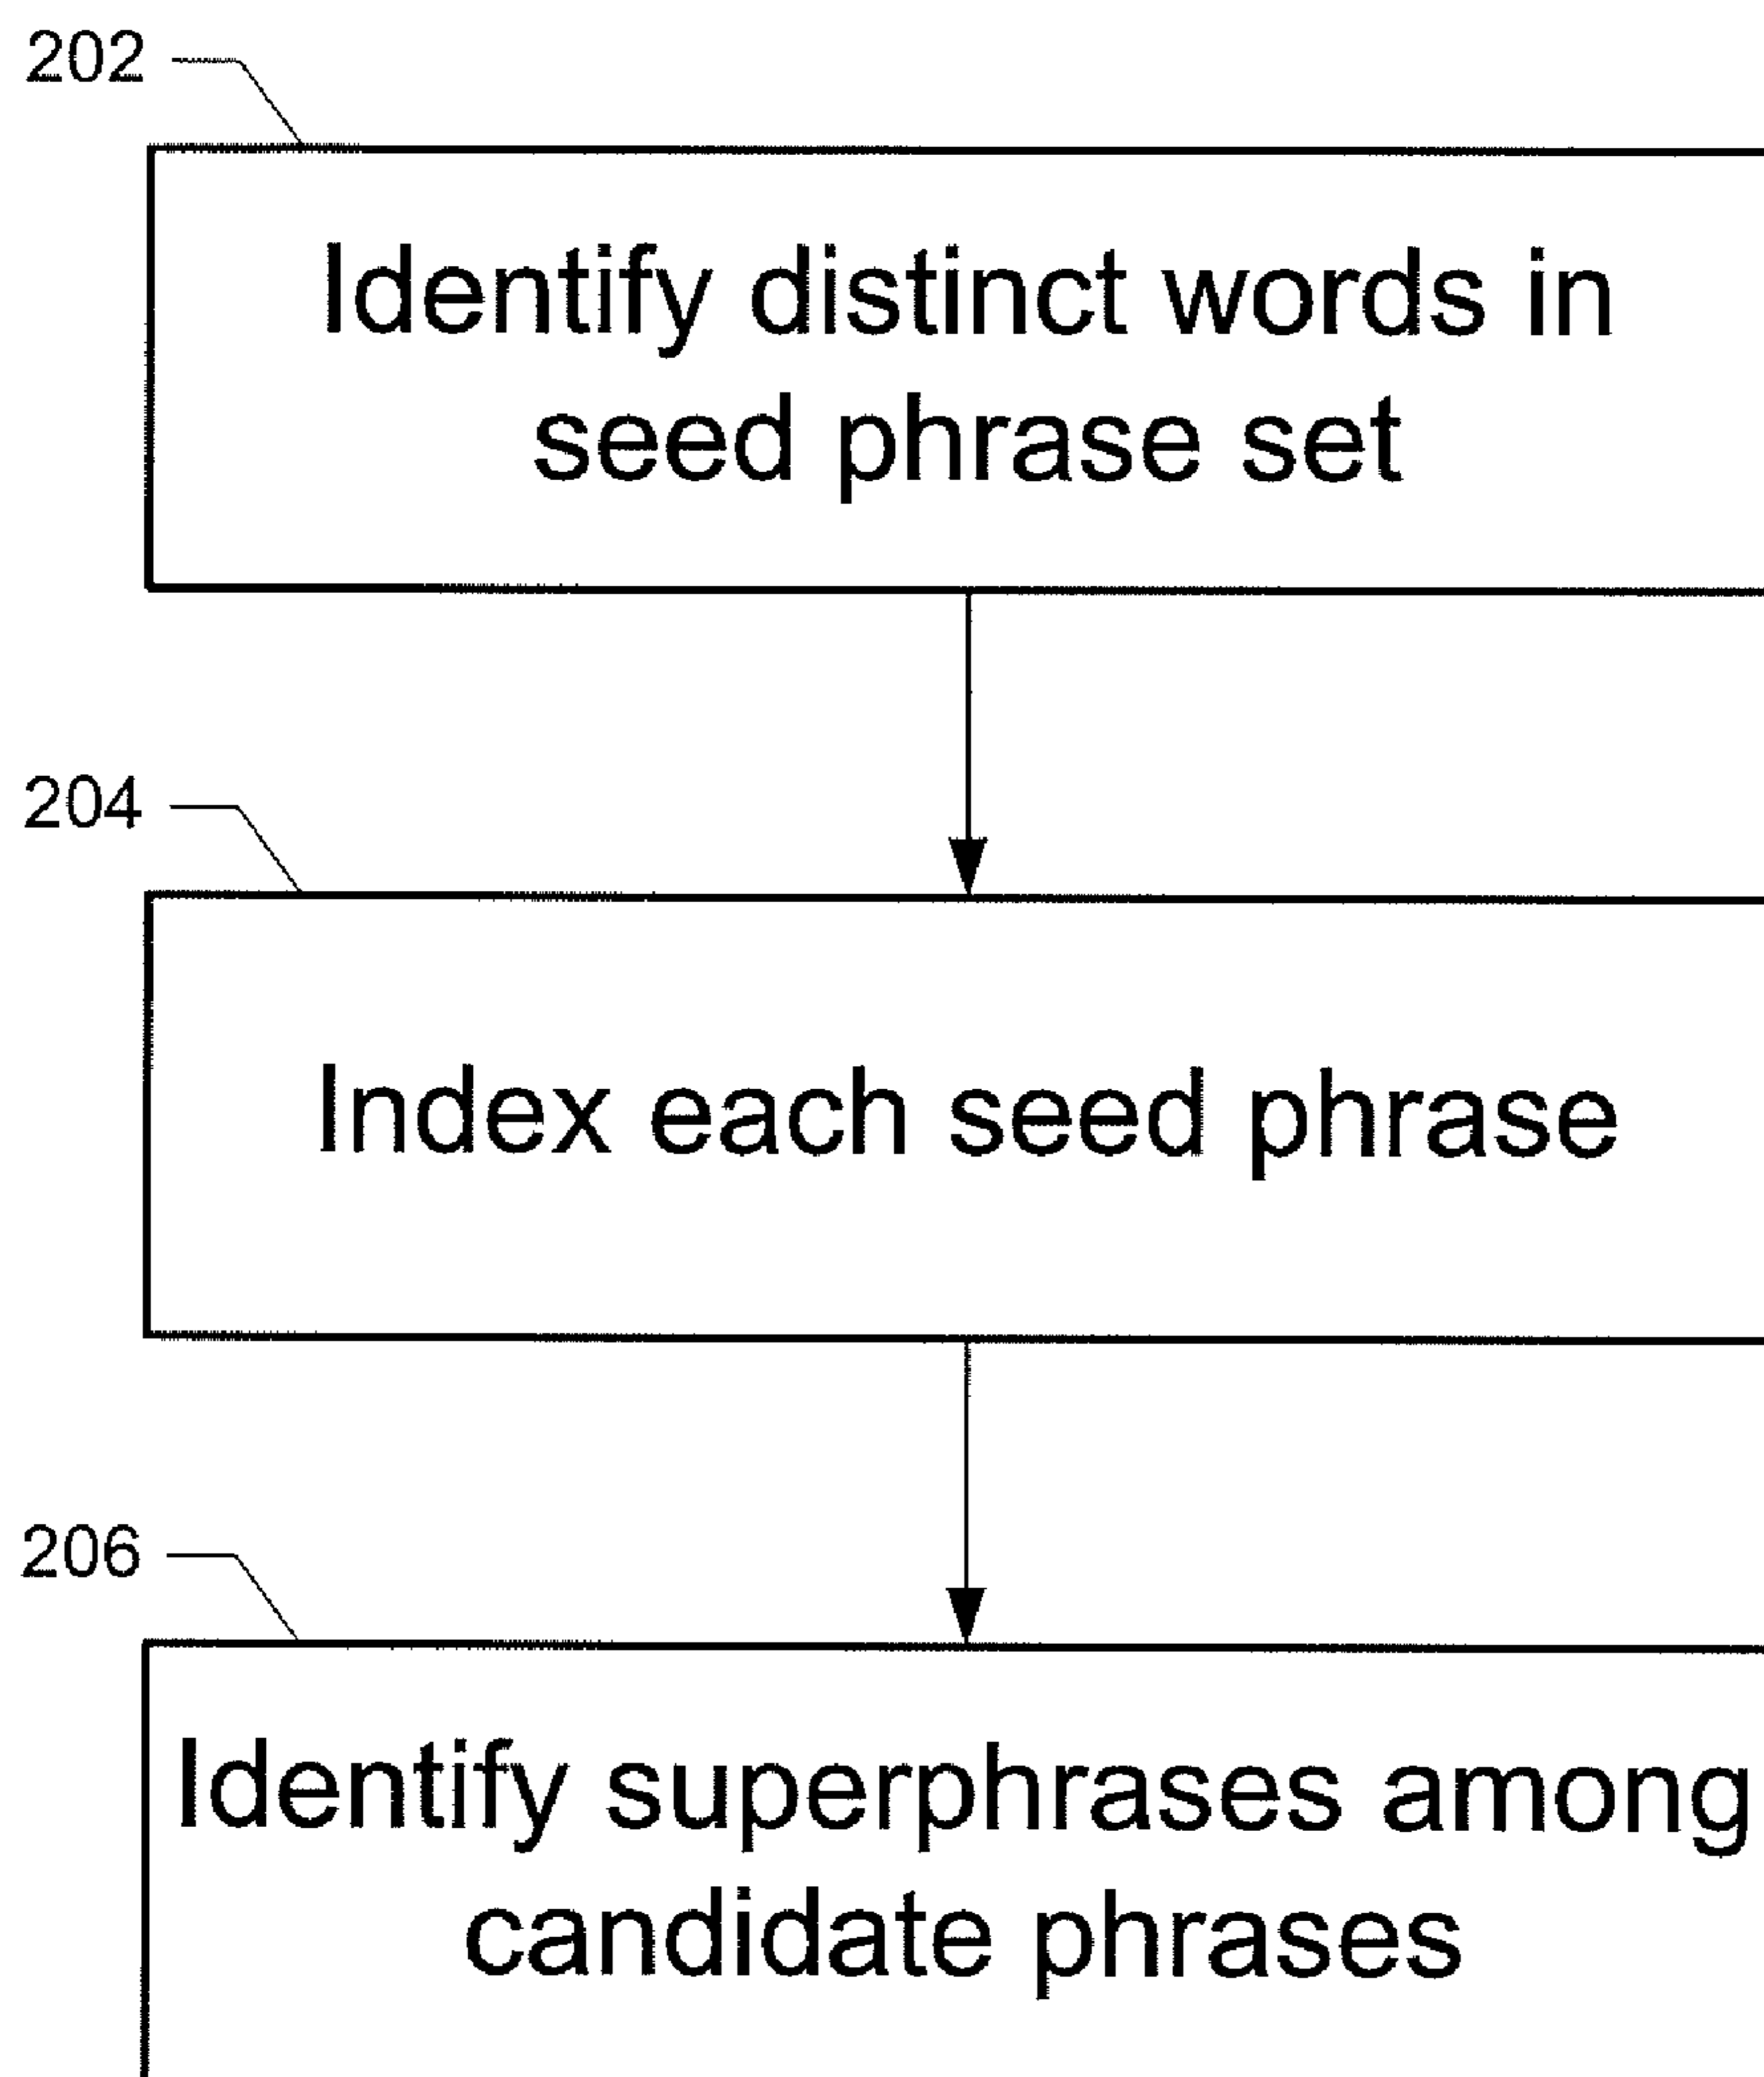 202
Identify distinct words in
seed phrase set
204
Index each seed phrase
206
Identify superphrases among
candidate phrases